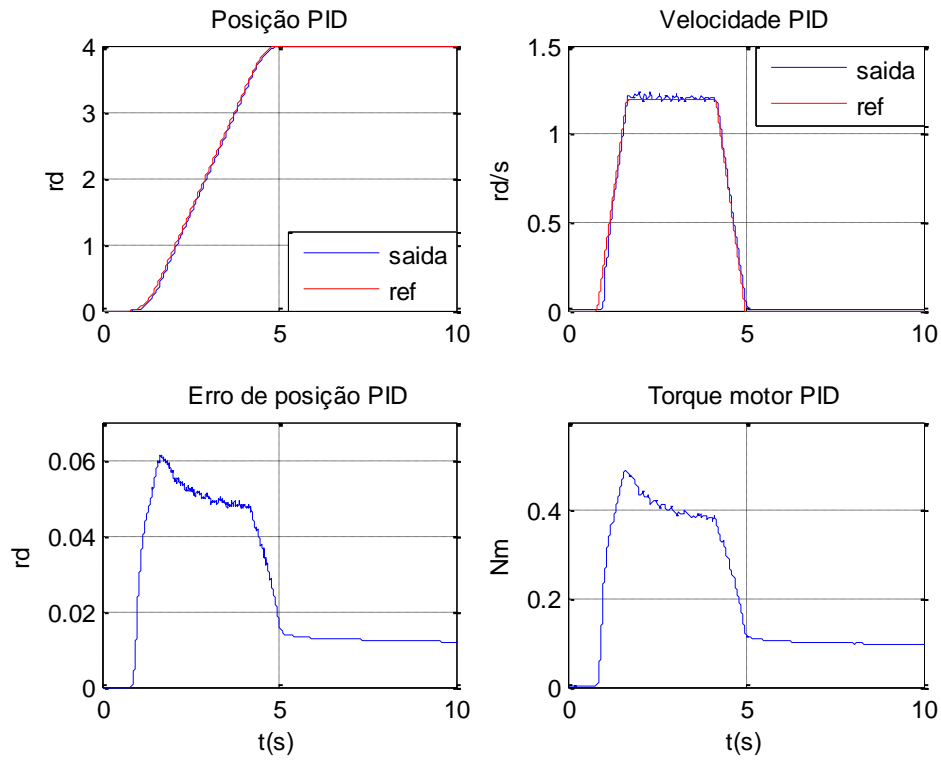 Posição PID
4
3
2
1
0
rd
0
5
10
saida
ref
Velocidade PID
1.5
1
0.5
0
rd/s
0
5
10
saida
ref
Erro de posição PID
0.06
0.04
0.02
0
rd
0
5
10
t(s)
Torque motor PID
0.4
0.2
0
Nm
0
5
10
t(s)